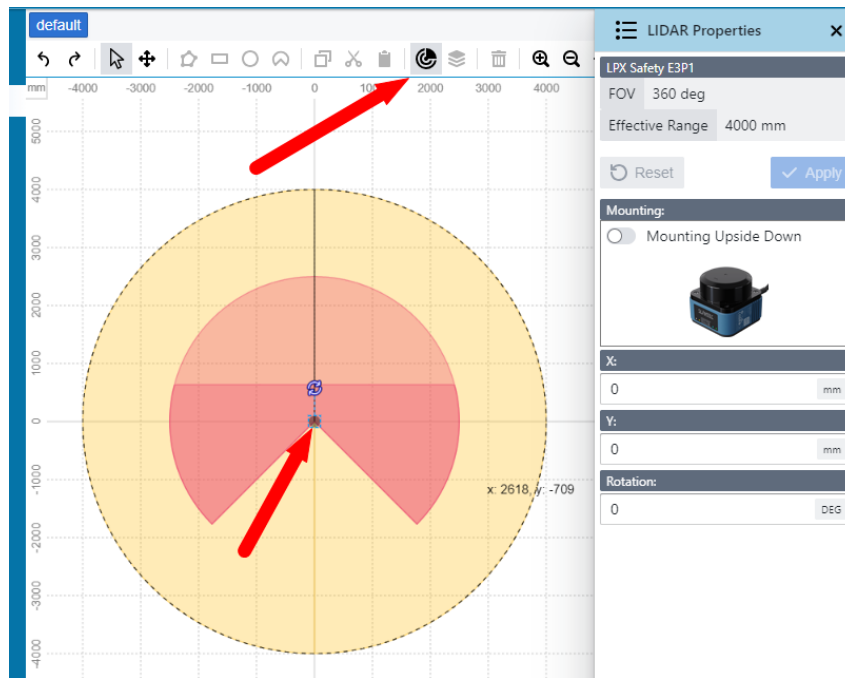 default
LIDAR Properties
mm
-4000
-3000
-2000
-1000
0
2000
3000
4000
5000
4000
3000
2000
1000
0
-1000
-2000
-3000
-4000
x: 2618, y: -709
LPX Safety E3P1
FOV 360 deg
Effective Range 4000 mm
Reset
Apply
Mounting:
Mounting Upside Down
X:
0 mm
Y:
0 mm
Rotation:
0 DEG